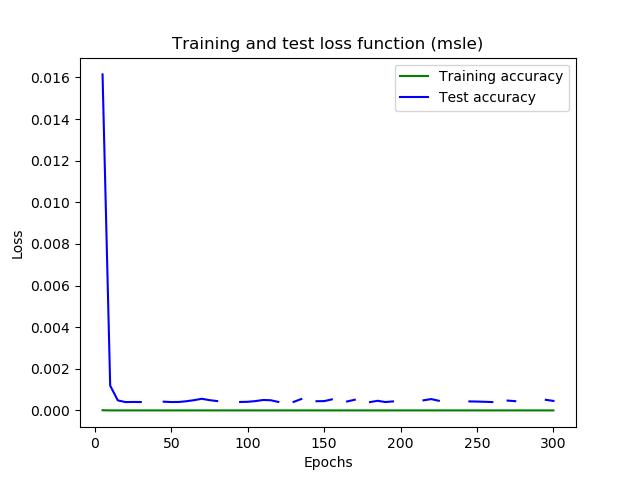 Training and test loss function (msle)
Training accuracy
Test accuracy
0.016
0.014
0.012
0.010
0.008
0.006
0.004
0.002
0.000
Loss
0 50 100 150 200 250 300
Epochs